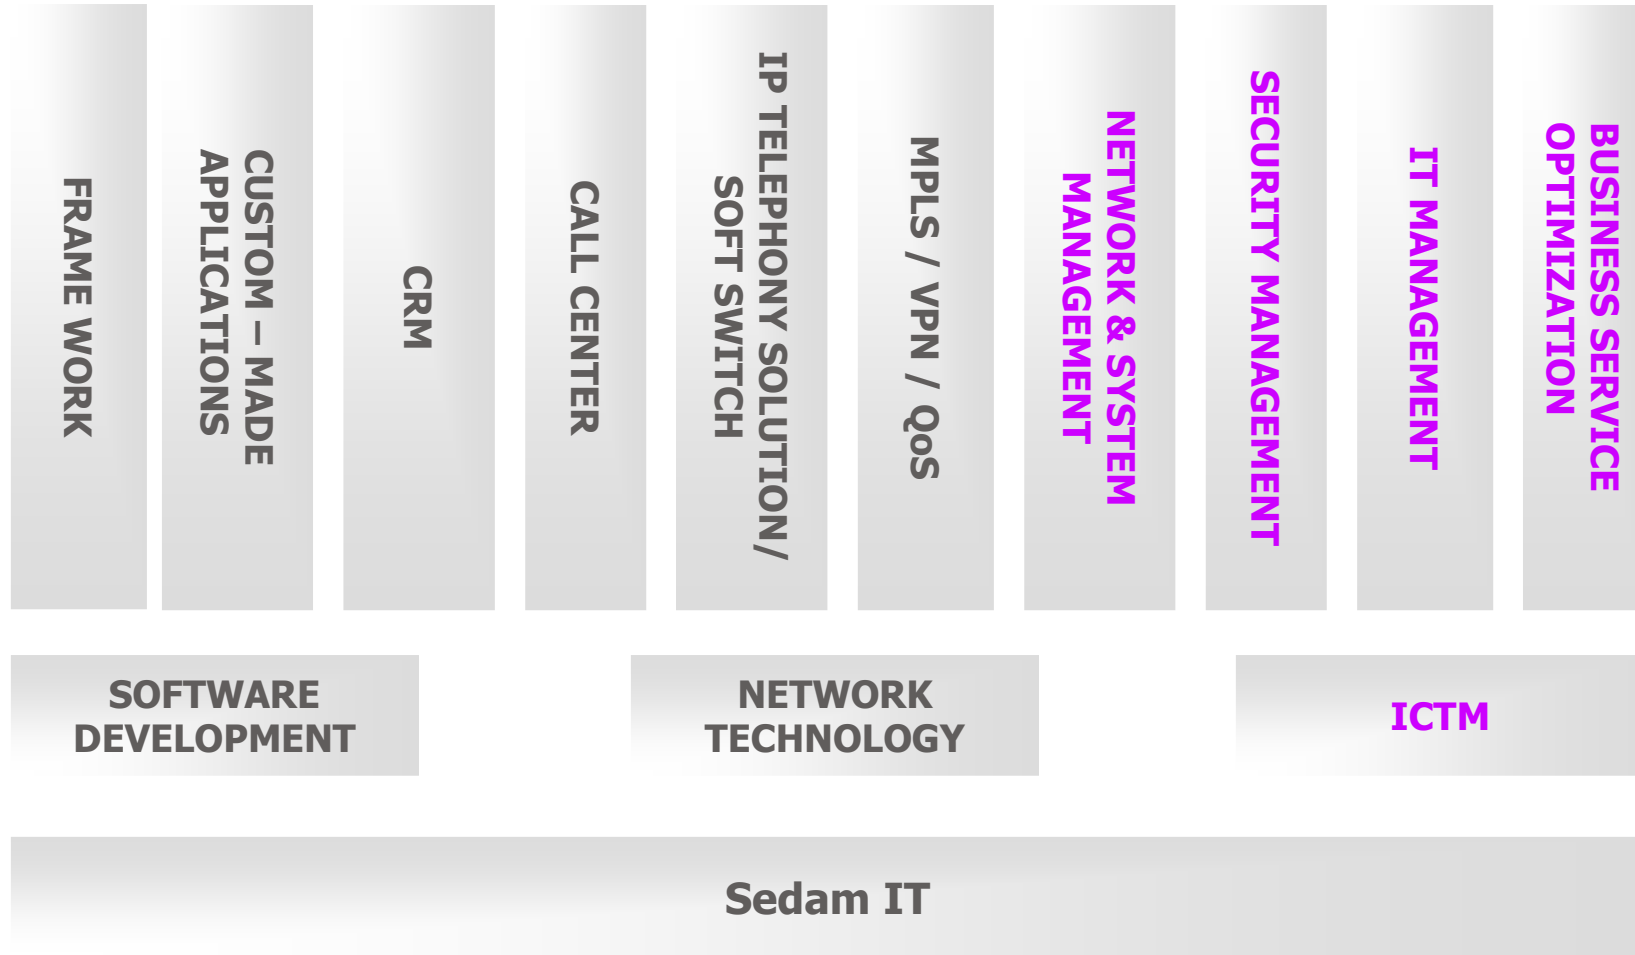 FRAME WORK
CUSTOM – MADE
APPLICATIONS
CRM
CALL CENTER
IP TELEPHONY SOLUTION/
SOFT SWITCH
MPLS / VPN / QoS
NETWORK & SYSTEM
MANAGEMENT
SECURITY MANAGEMENT
IT MANAGEMENT
BUSINESS SERVICE
OPTIMIZATION
SOFTWARE
DEVELOPMENT
NETWORK
TECHNOLOGY
ICTM
Sedam IT